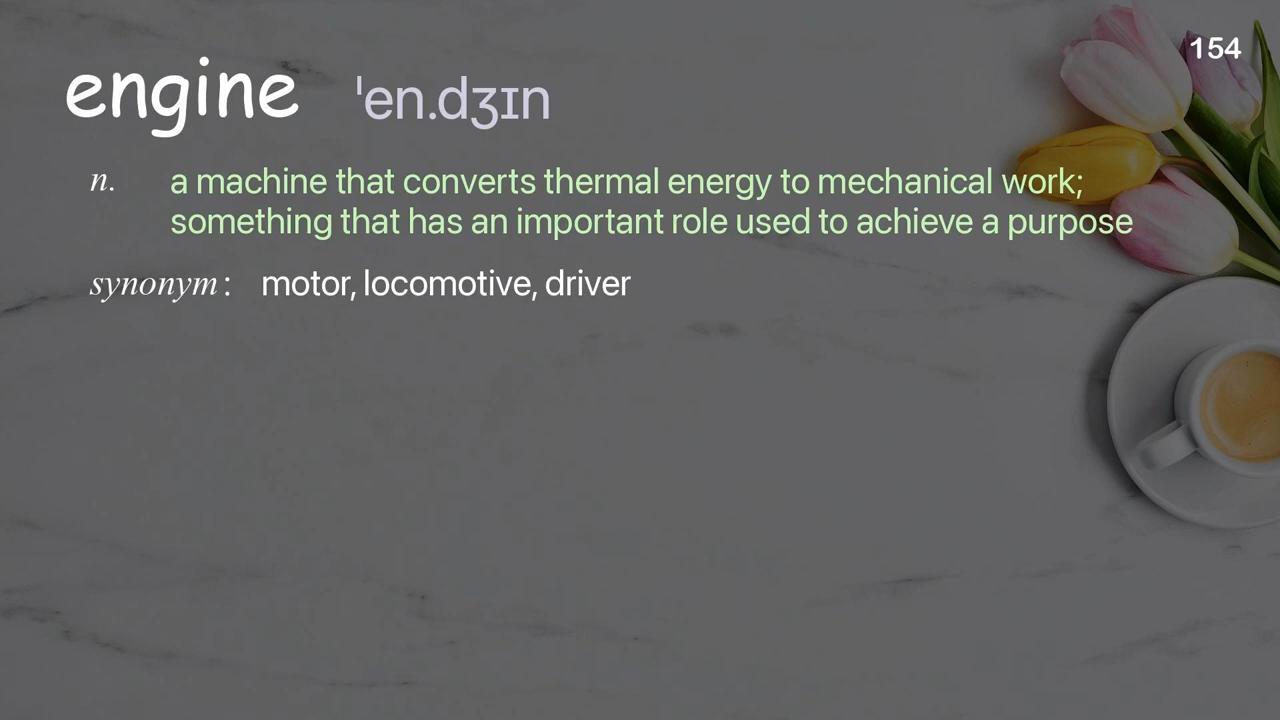 154
engine ˈen.dʒɪn
n. a machine that converts thermal energy to mechanical work;
something that has an important role used to achieve a purpose
synonym: motor, locomotive, driver